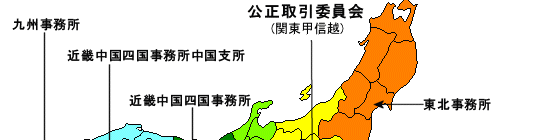 公正取引委員会
(関東甲信越)
九州事務所
近畿中国四国事務所中国支所
近畿中国四国事務所
東北事務所